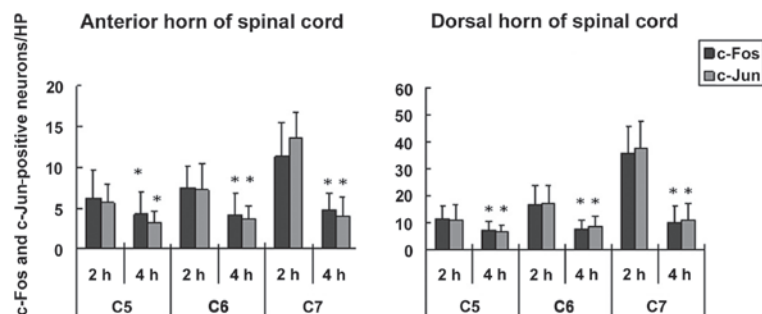 Anterior horn of spinal cord
Dorsal horn of spinal cord
c-Fos and c-Jun-positive neurons/HP
c-Fos
c-Jun
20
15
10
5
0
* * * * * *
2 h 4 h 2 h 4 h 2 h 4 h
C5 C6 C7
60
50
40
30
20
10
0
* * * * * *
2 h 4 h 2 h 4 h 2 h 4 h
C5 C6 C7